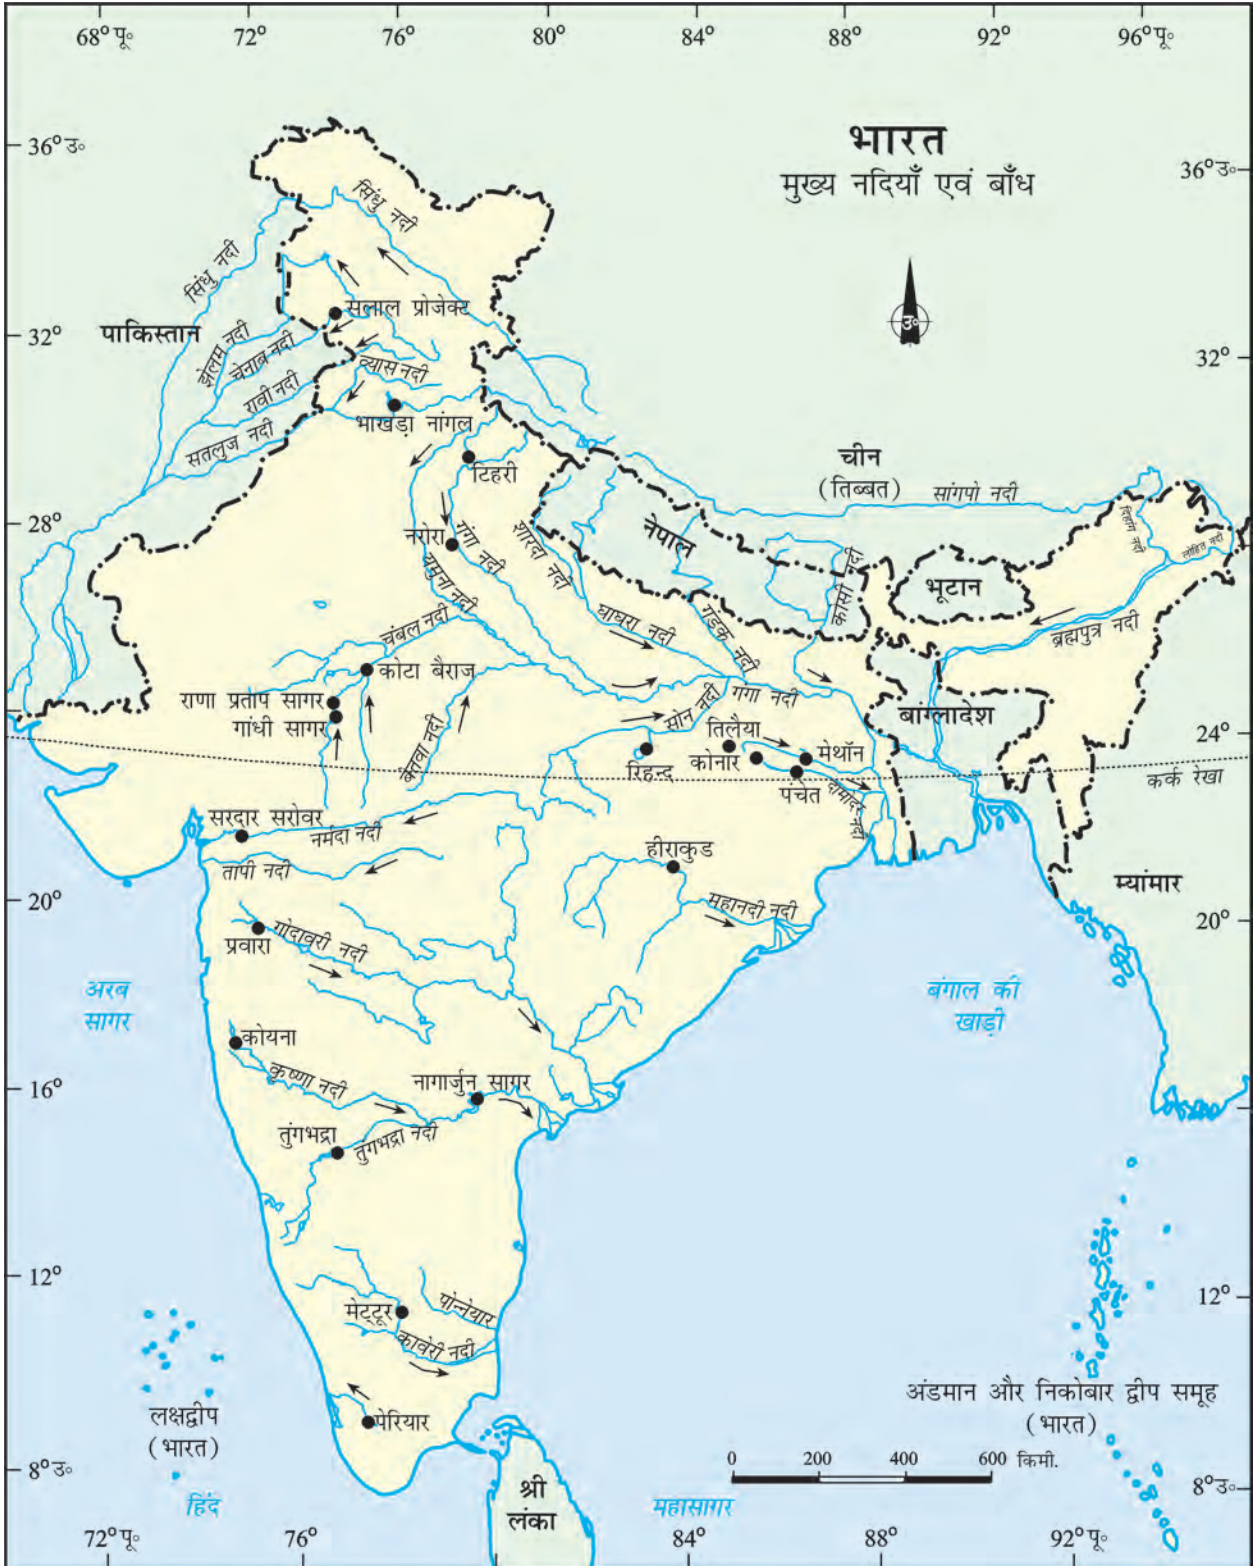 68° पू॰ 72° 76° 80° 84° 88° 92° 96° पू॰
भारत
मुख्य नदियाँ एवं बाँध
36° उ॰
36° उ॰
उ॰
सिंधु नदी
सिंधु नदी
सलाल प्रोजेक्ट
पाकिस्तान
32°
32°
झेलम नदी
चेनाब नदी
व्यास नदी
रावी नदी
भाखड़ा नांगल
सतलुज नदी
टिहरी
चीन
(तिब्बत)
सांगपो नदी
28°
28°
दिहांग नदी
लोहित नदी
नरोरा
गंगा नदी
शारदा नदी
नेपाल
यमुना नदी
कोसी नदी
भूटान
चंबल नदी
घाघरा नदी
गंडक नदी
ब्रह्मपुत्र नदी
कोटा बैराज
राणा प्रताप सागर
गांधी सागर
बेतवा नदी
सोन नदी
गंगा नदी
बांग्लादेश
तिलैया
कोनार
मेथॉन
रिहन्द
पंचेत
दामोदर नदी
24°
कर्क रेखा
सरदार सरोवर
नर्मदा नदी
तापी नदी
हीराकुड
महानदी नदी
म्यांमार
20°
20°
प्रवारा
गोदावरी नदी
अरब
सागर
बंगाल की
खाड़ी
कोयना
कृष्णा नदी
नागार्जुन सागर
16°
तुंगभद्रा
तुंगभद्रा नदी
12°
12°
मेट्टूर
पोन्नेयार
कावेरी नदी
पेरियार
लक्षद्वीप
(भारत)
अंडमान और निकोबार द्वीप समूह
(भारत)
0 200 400 600 किमी.
8° उ॰
8° उ॰
श्री
लंका
हिंद
महासागर
72° पू॰ 76° 84° 88° 92° पू॰